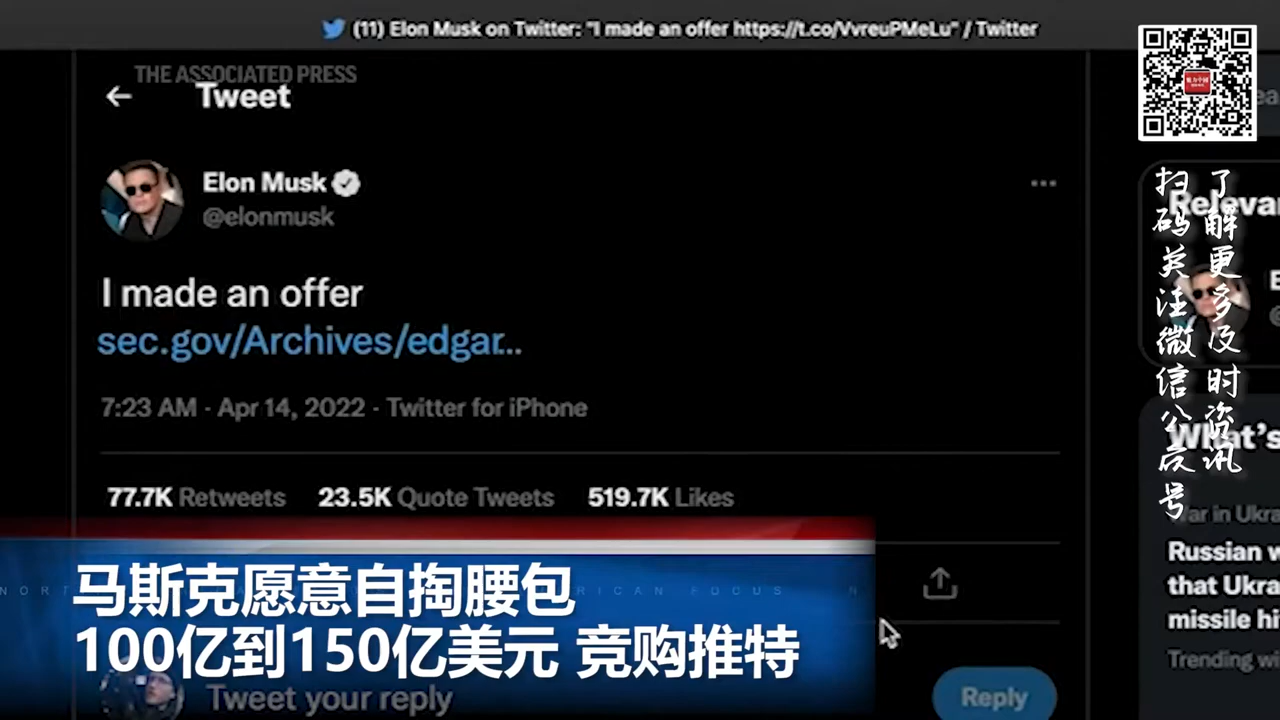 (11) Elon Musk on Twitter: "I made an offer https://t.co/VvreuPMeLu" / Twitter
THE ASSOCIATED PRESS
Tweet
Elon Musk
@elonmusk
I made an offer
sec.gov/Archives/edgar...
7:23 AM · Apr 14, 2022 · Twitter for iPhone
77.7K Retweets 23.5K Quote Tweets 519.7K Likes
马斯克愿意自掏腰包
100亿到150亿美元 竞购推特
Tweet your reply
Reply
了解更多及时资讯
扫码关注微信公众号
Releva
What's
War in Ukra
Russian w
that Ukra
missile hi
Trending wi